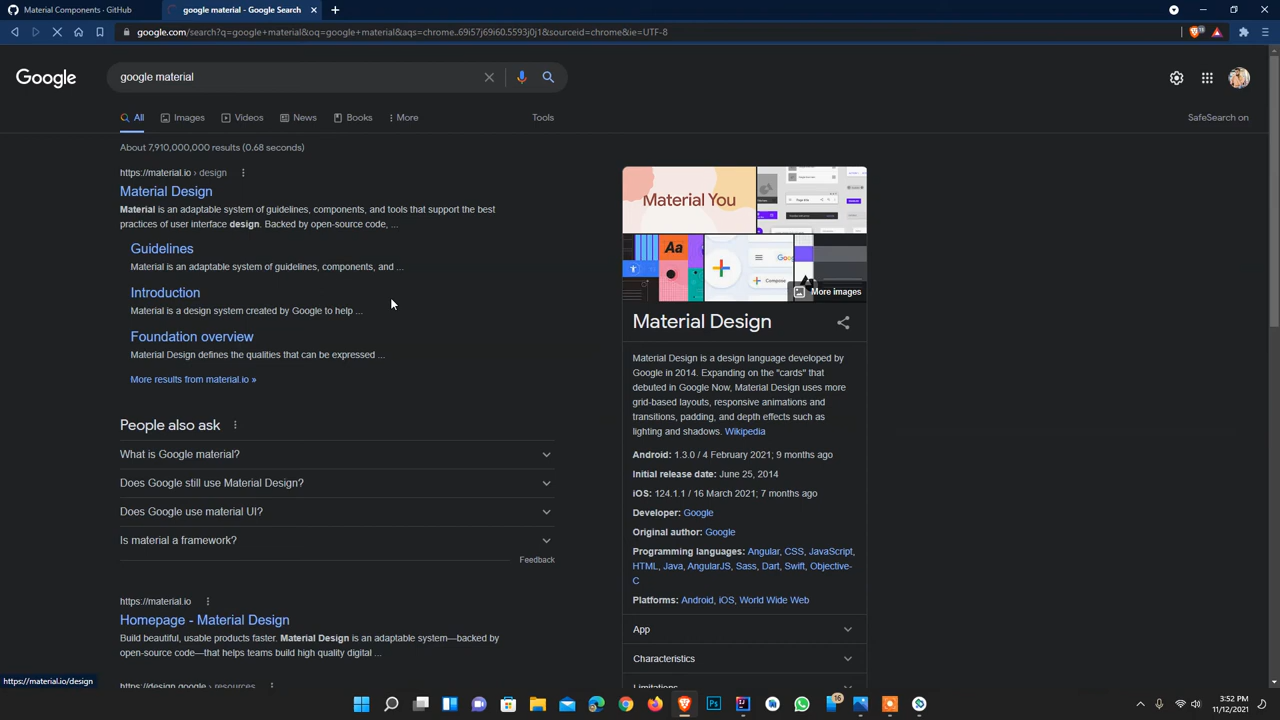 Material Components · GitHub
google material - Google Search
google.com/search?q=google+material&oq=google+material&aqs=chrome..69i57j69i60.5593j0j1&sourceid=chrome&ie=UTF-8
Google
google material
All
Images
Videos
News
Books
More
Tools
SafeSearch on
About 7,910,000,000 results (0.68 seconds)
https://material.io › design
Material Design
Material is an adaptable system of guidelines, components, and tools that support the best
practices of user interface design. Backed by open-source code, ...
Guidelines
Material is an adaptable system of guidelines, components, and ...
Introduction
Material is a design system created by Google to help ...
Foundation overview
Material Design defines the qualities that can be expressed ...
More results from material.io »
People also ask
What is Google material?
Does Google still use Material Design?
Does Google use material UI?
Is material a framework?
Feedback
https://material.io
Homepage - Material Design
Build beautiful, usable products faster. Material Design is an adaptable system—backed by
open-source code—that helps teams build high quality digital ...
https://design.google › resources
Material You
Aa
Goo
Compose
More images
Material Design
Material Design is a design language developed by
Google in 2014. Expanding on the "cards" that
debuted in Google Now, Material Design uses more
grid-based layouts, responsive animations and
transitions, padding, and depth effects such as
lighting and shadows. Wikipedia
Android: 1.3.0 / 4 February 2021; 9 months ago
Initial release date: June 25, 2014
iOS: 124.1.1 / 16 March 2021; 7 months ago
Developer: Google
Original author: Google
Programming languages: Angular, CSS, JavaScript,
HTML, Java, AngularJS, Sass, Dart, Swift, Objective-
C
Platforms: Android, iOS, World Wide Web
App
Characteristics
Limitations
https://material.io/design
Ps
16
3:52 PM
11/12/2021